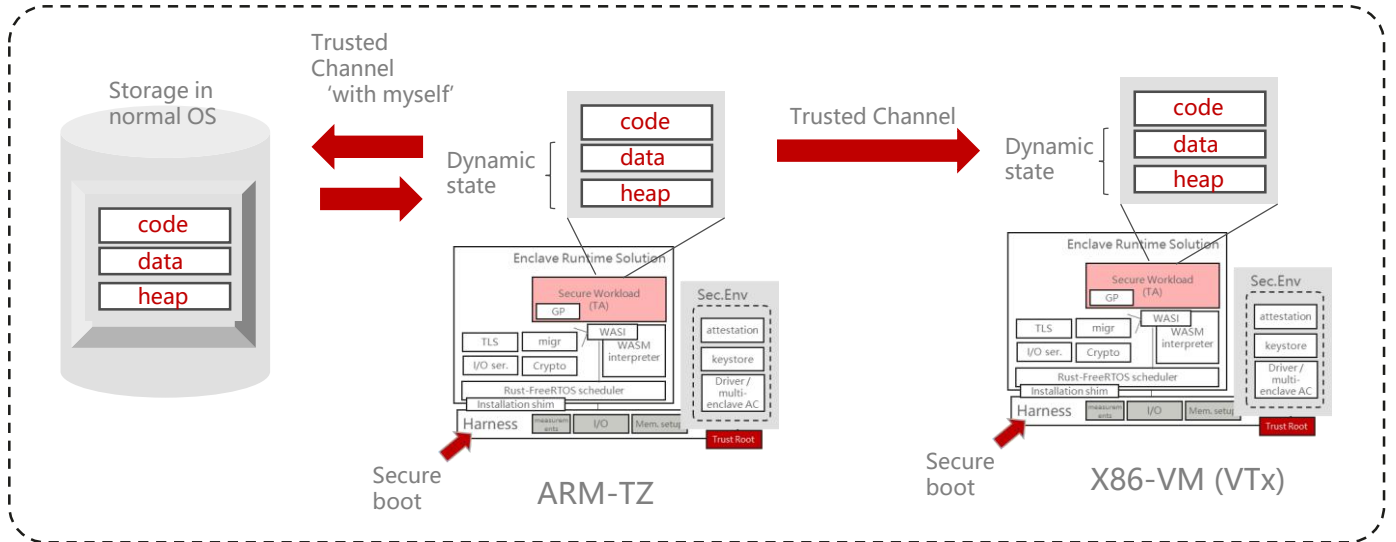 Storage in
normal OS
code
data
heap
Trusted
Channel
'with myself'
Dynamic
state
code
data
heap
Trusted Channel
Dynamic
state
code
data
heap
Enclave Runtime Solution
Secure Workload
(TA)
GP
WASI
TLS
migr
WASM
interpreter
I/O ser.
Crypto
Rust-FreeRTOS scheduler
Installation shim
Harness
measurem
ents
I/O
Mem. setup
Sec.Env
attestation
keystore
Driver /
multi-
enclave AC
Trust Root
Secure
boot
ARM-TZ
Enclave Runtime Solution
Secure Workload
(TA)
GP
WASI
TLS
migr
WASM
interpreter
I/O ser.
Crypto
Rust-FreeRTOS scheduler
Installation shim
Harness
measurem
ents
I/O
Mem. setup
Sec.Env
attestation
keystore
Driver /
multi-
enclave AC
Trust Root
Secure
boot
X86-VM (VTx)